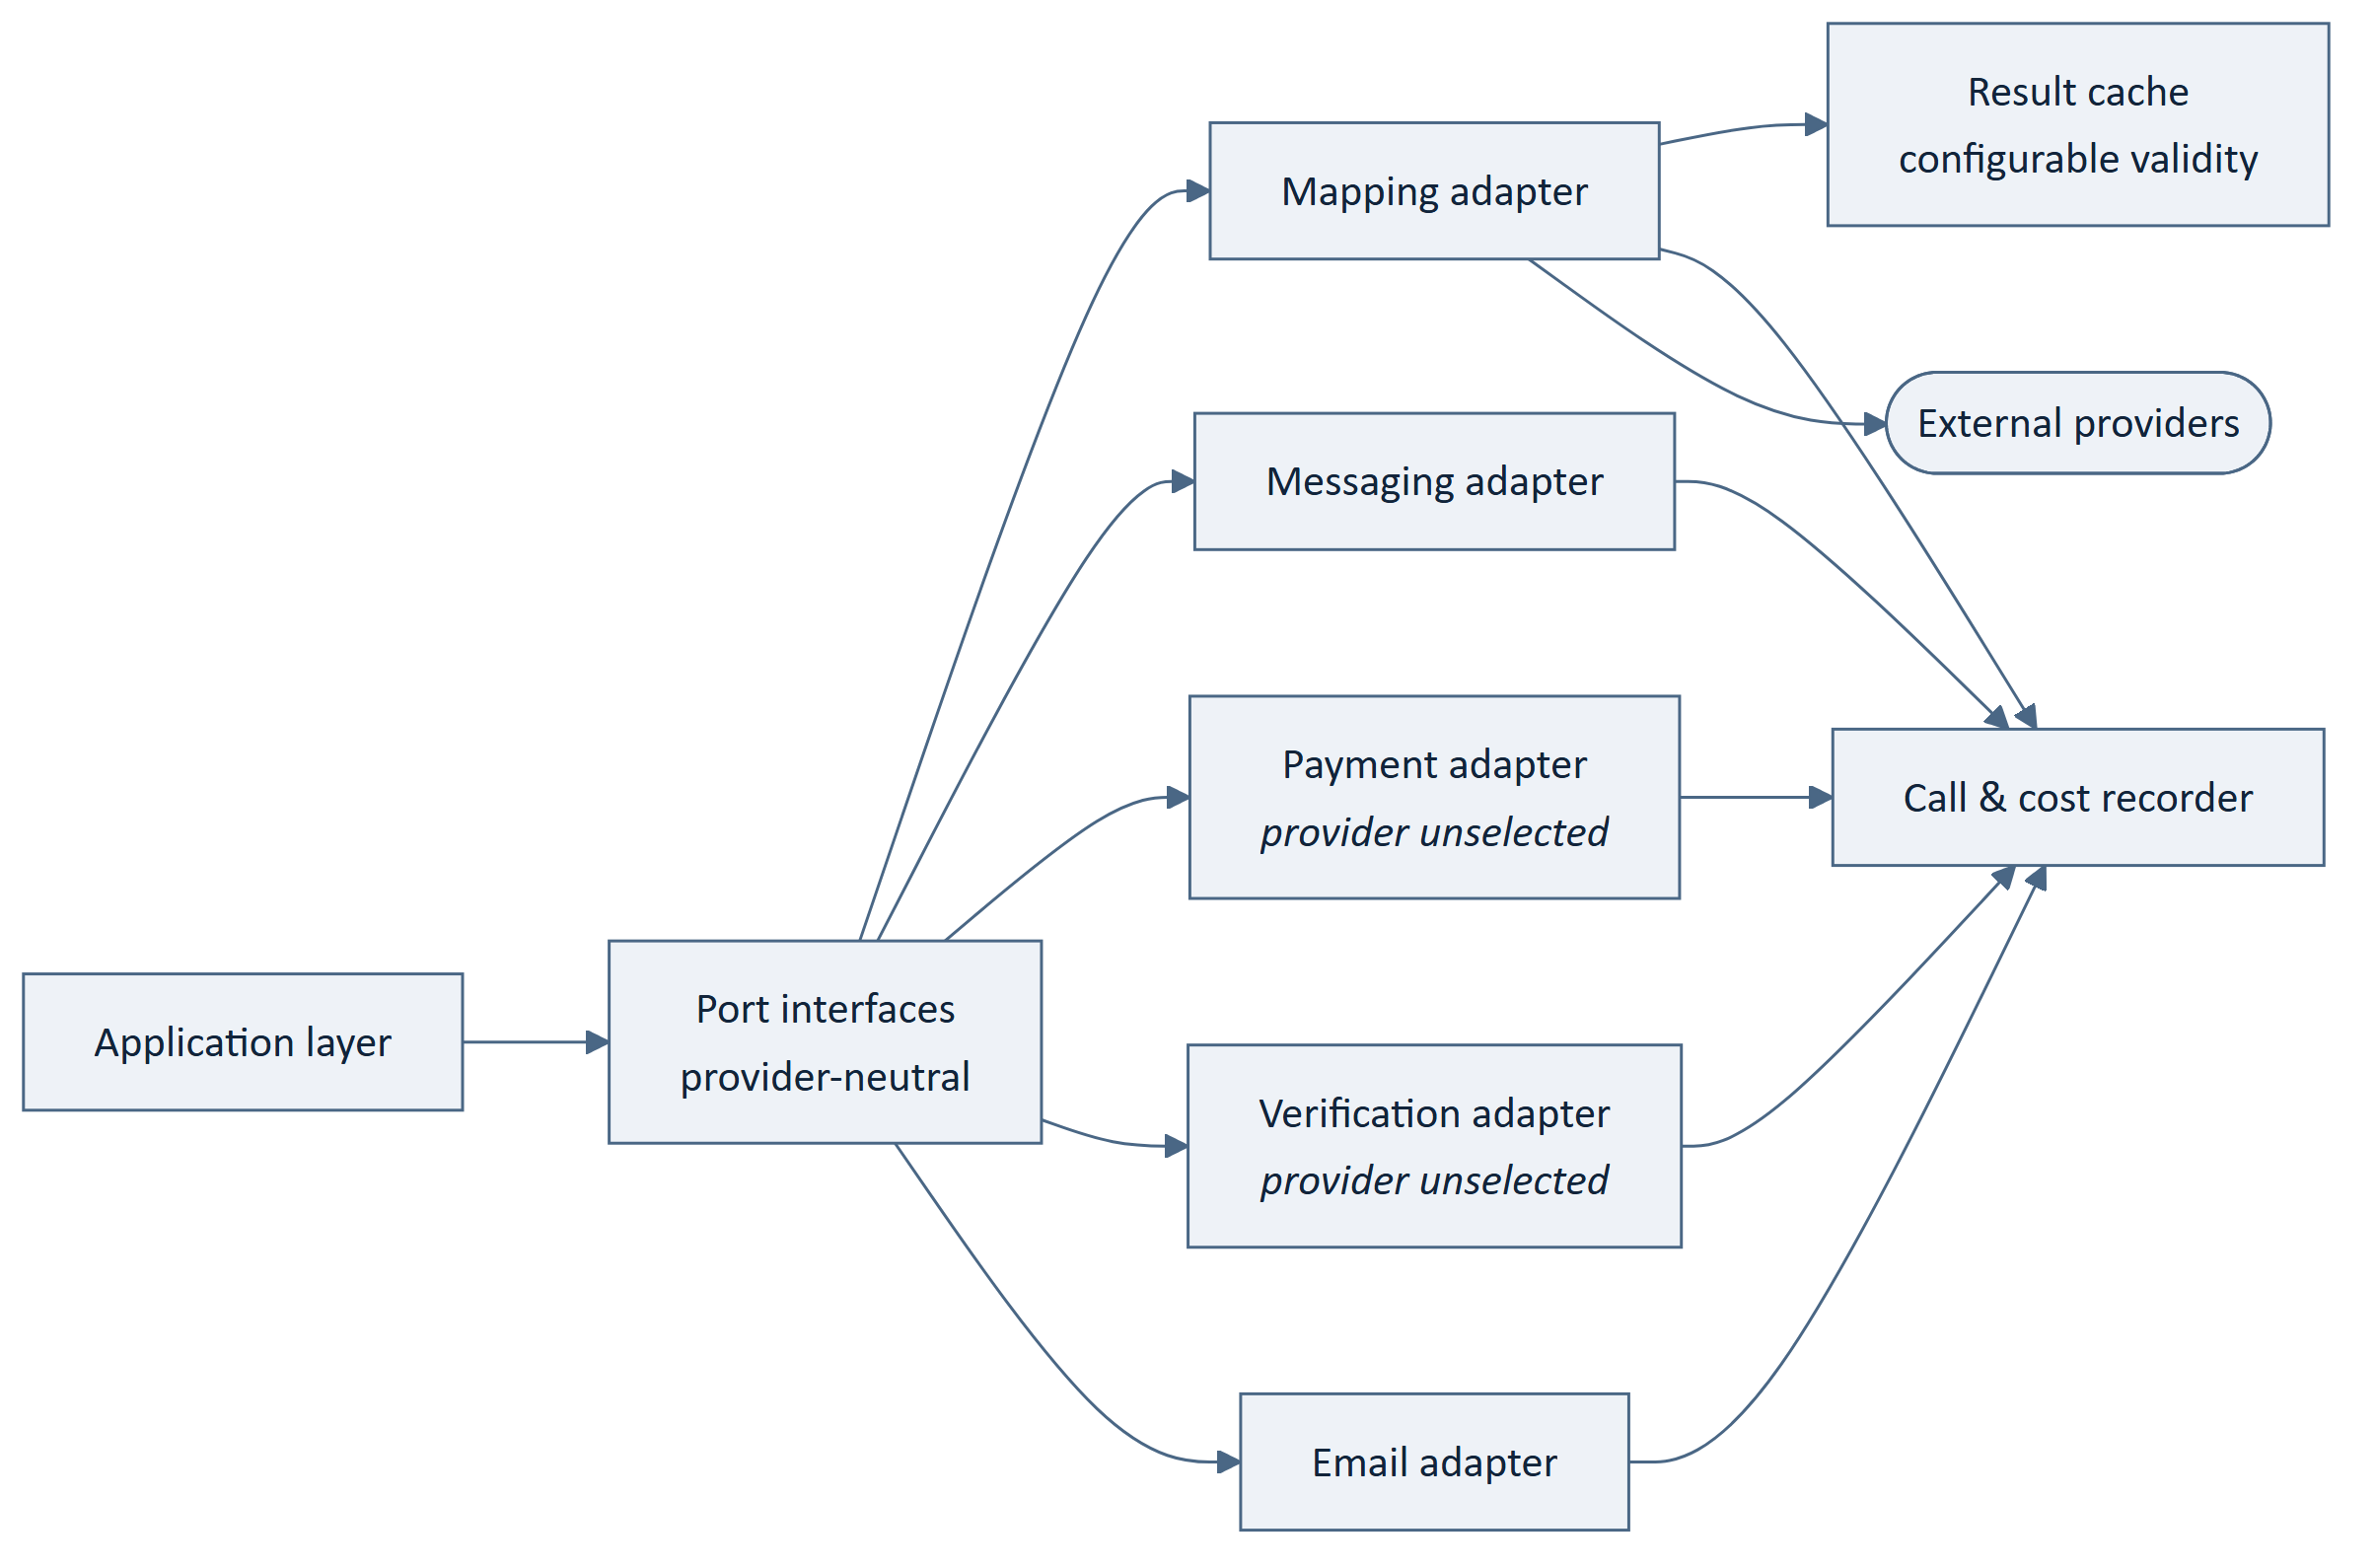 Result cache
configurable validity
Mapping adapter
External providers
Messaging adapter
Payment adapter
provider unselected
Call & cost recorder
Application layer
Port interfaces
provider-neutral
Verification adapter
provider unselected
Email adapter